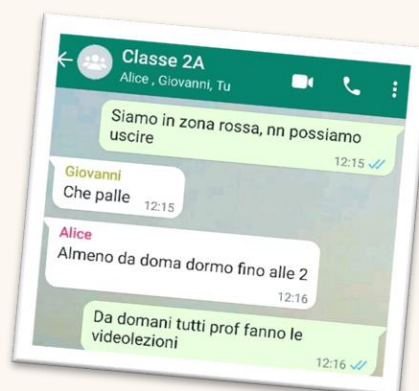 Classe 2A
Alice , Giovanni, Tu
Siamo in zona rossa, nn possiamo
uscire
12:15
Giovanni
Che palle 12:15
Alice
Almeno da doma dormo fino alle 2
12:16
Da domani tutti prof fanno le
videolezioni
12:16